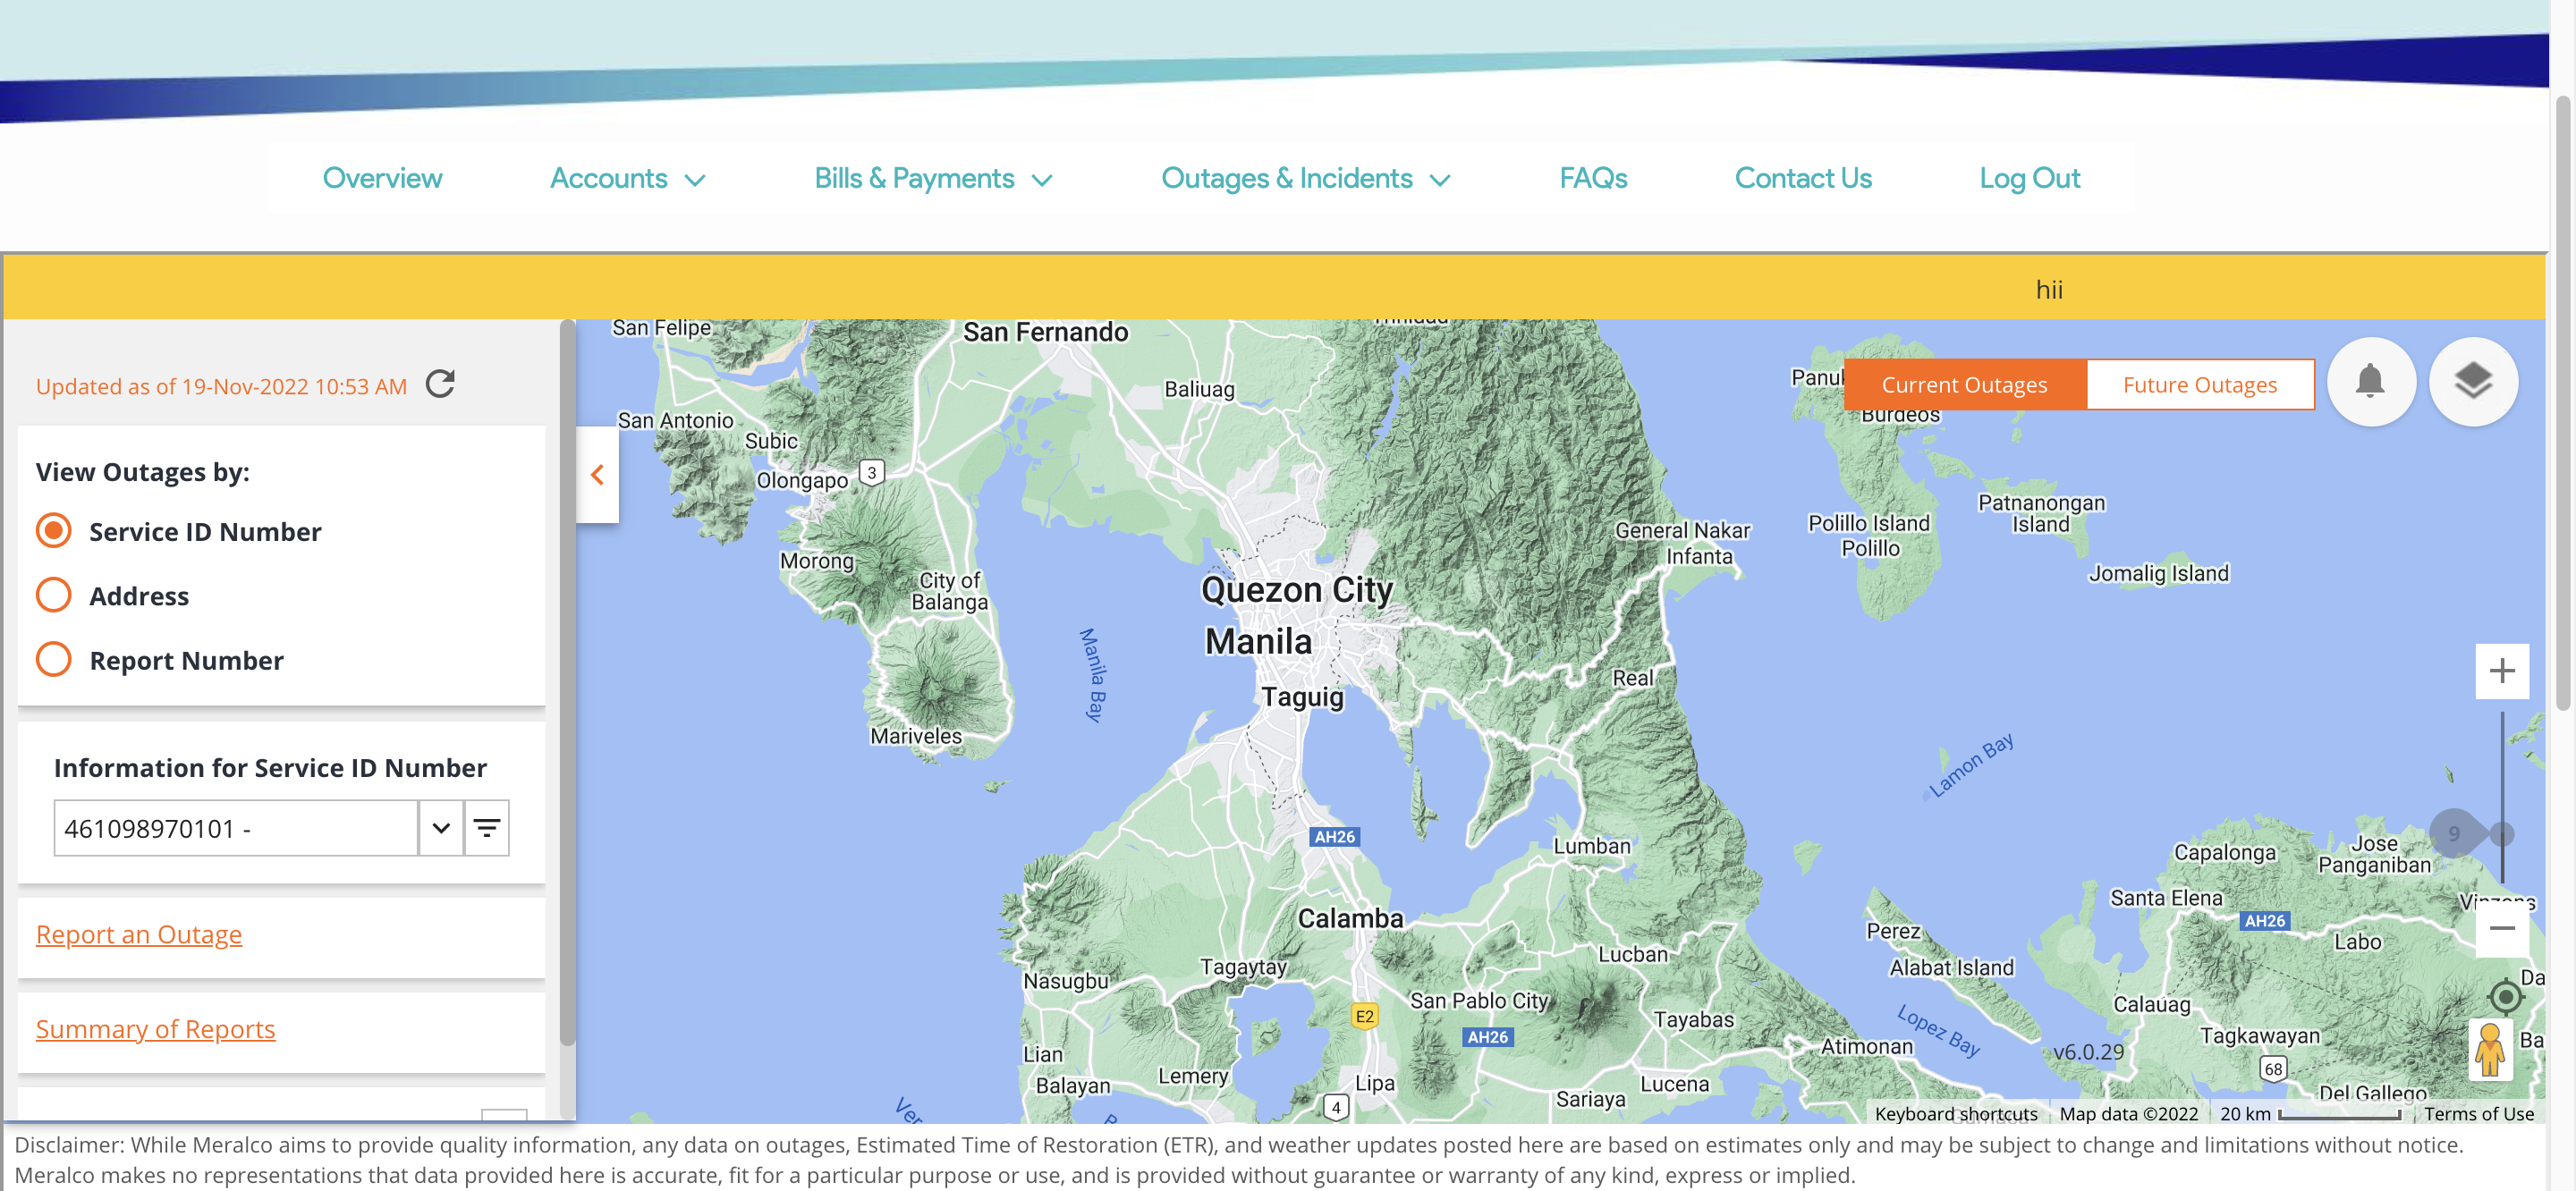 Overview Accounts Bills & Payments Outages & Incidents FAQs Contact Us Log Out
hii
Updated as of 19-Nov-2022 10:53 AM
View Outages by:
Service ID Number
Address
Report Number
Information for Service ID Number
461098970101 -
Report an Outage
Summary of Reports
Current Outages Future Outages
San Felipe
San Fernando
Baliuag
San Antonio
Subic
Olongapo
3
Burdeos
Patnanongan
Island
Polillo Island
Polillo
General Nakar
Infanta
Jomalig Island
Morong
City of
Balanga
Quezon City
Manila
Manila Bay
Taguig
Real
Mariveles
Lamon Bay
9
AH26
Lumban
Capalonga
Jose
Panganiban
Santa Elena
AH26
Vinzons
Labo
Calamba
Perez
Lucban
Alabat Island
Tagaytay
Nasugbu
San Pablo City
E2
AH26
Tayabas
Calauag
Lopez Bay
Tagkawayan
Atimonan
v6.0.29
68
Lian
Balayan
Lemery
Lipa
Lucena
4
Sariaya
Del Gallego
Keyboard shortcuts Map data ©2022 20 km Terms of Use
Disclaimer: While Meralco aims to provide quality information, any data on outages, Estimated Time of Restoration (ETR), and weather updates posted here are based on estimates only and may be subject to change and limitations without notice.
Meralco makes no representations that data provided here is accurate, fit for a particular purpose or use, and is provided without guarantee or warranty of any kind, express or implied.